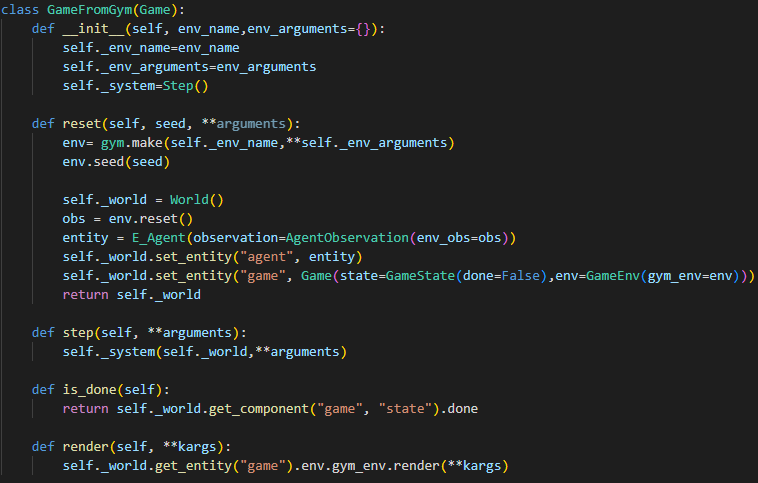 class GameFromGym(Game):
    def __init__(self, env_name,env_arguments={}):
        self._env_name=env_name
        self._env_arguments=env_arguments
        self._system=Step()

    def reset(self, seed, **arguments):
        env= gym.make(self._env_name,**self._env_arguments)
        env.seed(seed)

        self._world = World()
        obs = env.reset()
        entity = E_Agent(observation=AgentObservation(env_obs=obs))
        self._world.set_entity("agent", entity)
        self._world.set_entity("game", Game(state=GameState(done=False),env=GameEnv(gym_env=env)))
        return self._world

    def step(self, **arguments):
        self._system(self._world,**arguments)

    def is_done(self):
        return self._world.get_component("game", "state").done

    def render(self, **kargs):
        self._world.get_entity("game").env.gym_env.render(**kargs)